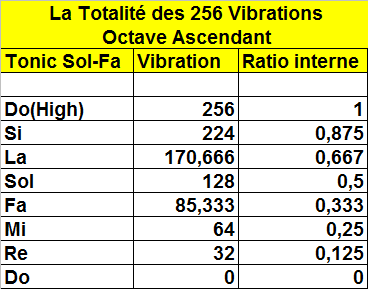 La Totalité des 256 Vibrations
Octave Ascendant
Tonic Sol-Fa Vibration Ratio interne
Do(High) 256 1
Si 224 0,875
La 170,666 0,667
Sol 128 0,5
Fa 85,333 0,333
Mi 64 0,25
Re 32 0,125
Do 0 0